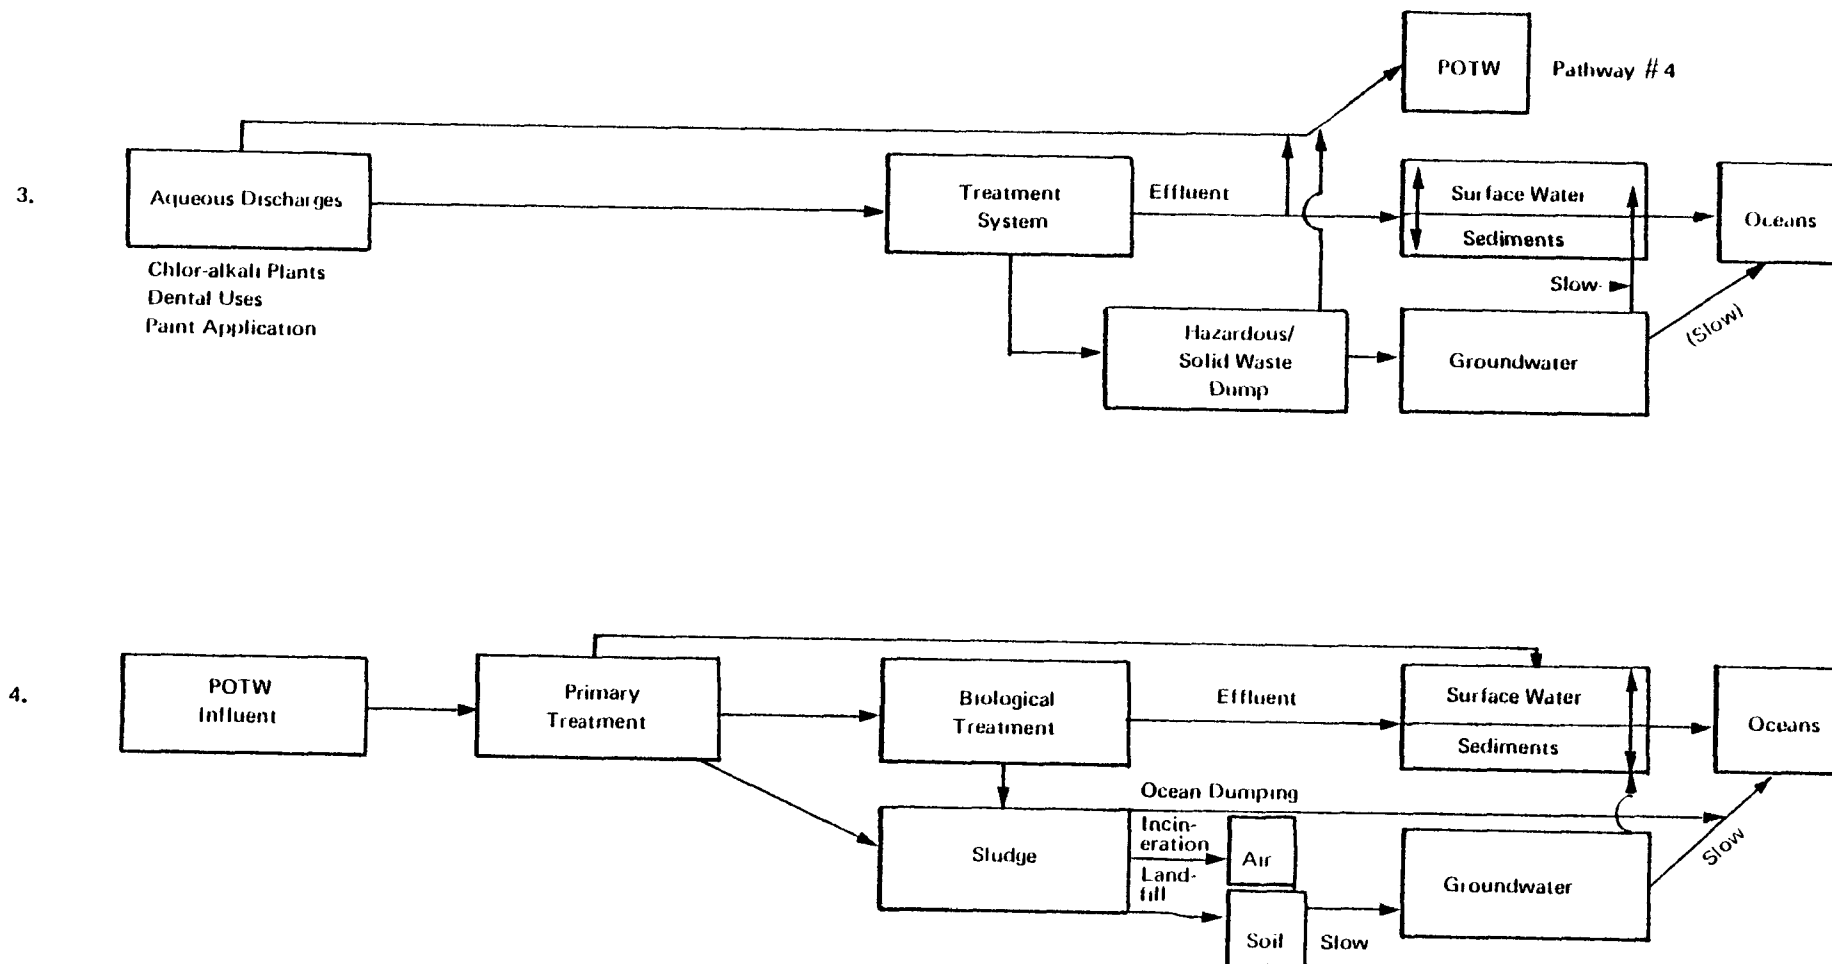 POTW
Pathway #4
3.
Aqueous Discharges
Chlor-alkali Plants
Dental Uses
Paint Application
Treatment
System
Effluent
Surface Water
Sediments
Oceans
Slow
(Slow)
Hazardous/
Solid Waste
Dump
Groundwater
4.
POTW
Influent
Primary
Treatment
Biological
Treatment
Effluent
Surface Water
Sediments
Oceans
Ocean Dumping
Sludge
Incin-
eration
Air
Land-
fill
Soil
Slow
Groundwater
Slow